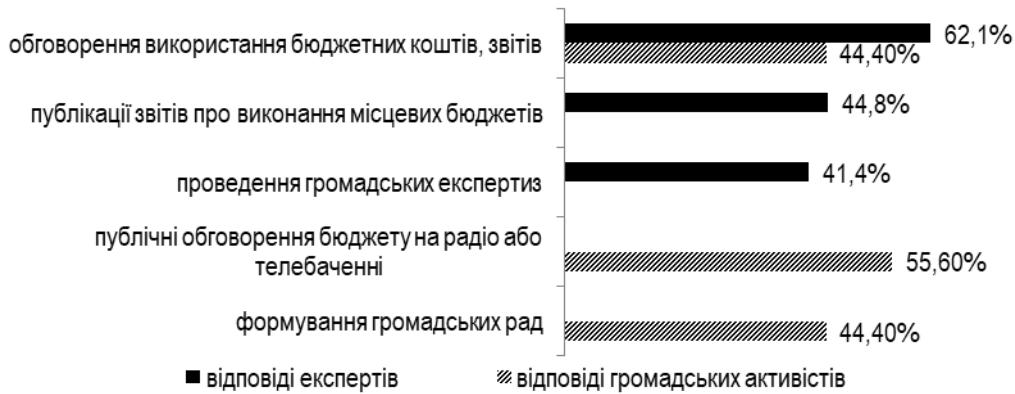 обговорення використання бюджетних коштів, звітів
62,1%
44,40%
публікації звітів про виконання місцевих бюджетів
44,8%
проведення громадських експертиз
41,4%
публічні обговорення бюджету на радіо або
телебаченні
55,60%
формування громадських рад
44,40%
відповіді експертів
відповіді громадських активістів